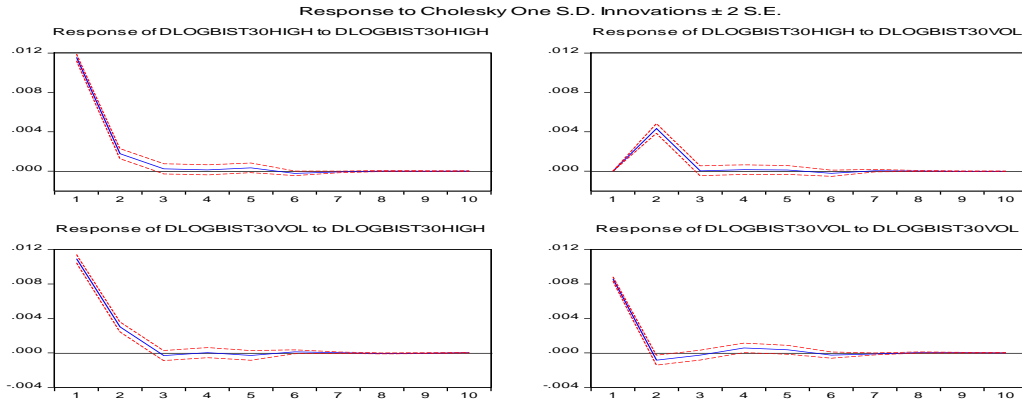 Response to Cholesky One S.D. Innovations ± 2 S.E.
Response of DLOGBIST30HIGH to DLOGBIST30HIGH
.012
.008
.004
.000
1 2 3 4 5 6 7 8 9 10
Response of DLOGBIST30HIGH to DLOGBIST30VOL
.012
.008
.004
.000
1 2 3 4 5 6 7 8 9 10
Response of DLOGBIST30VOL to DLOGBIST30HIGH
.012
.008
.004
.000
-.004
1 2 3 4 5 6 7 8 9 10
Response of DLOGBIST30VOL to DLOGBIST30VOL
.012
.008
.004
.000
-.004
1 2 3 4 5 6 7 8 9 10